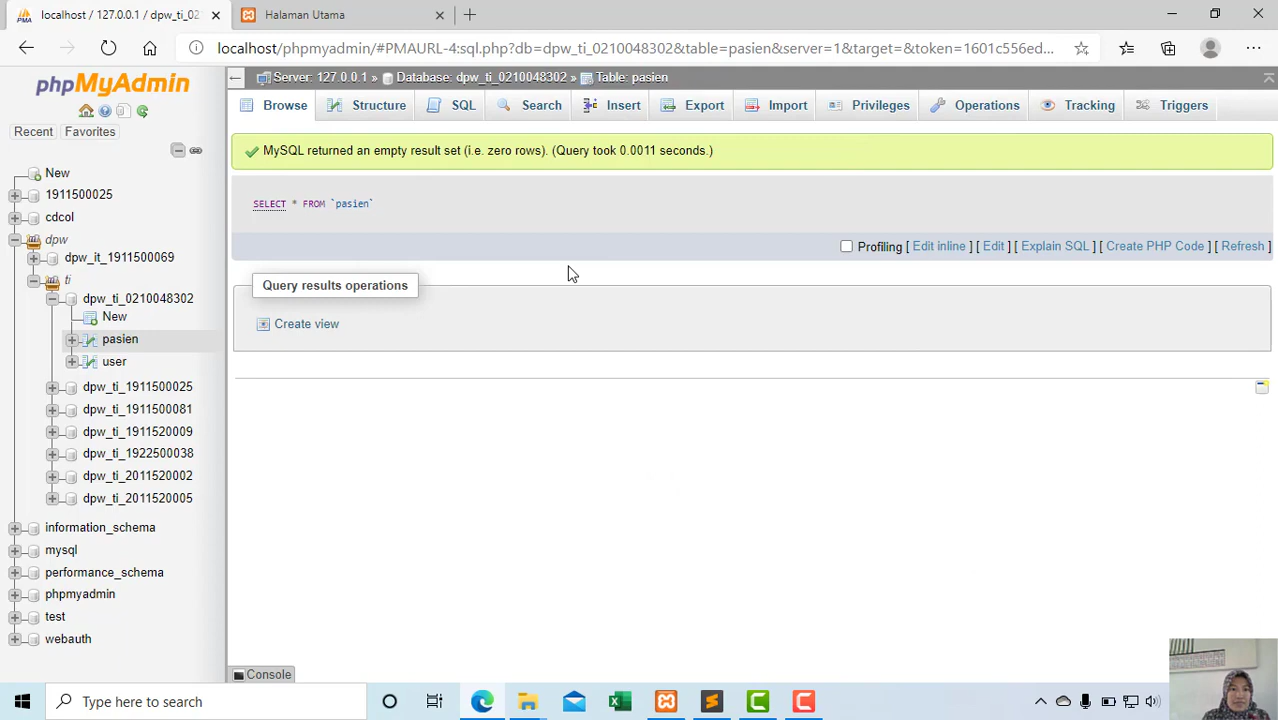 localhost / 127.0.0.1 / dpw_ti_02
Halaman Utama
localhost/phpmyadmin/#PMAURL-4:sql.php?db=dpw_ti_0210048302&table=pasien&server=1&target=&token=1601c556ed...
phpMyAdmin
Recent
Favorites
New
1911500025
cdcol
dpw
dpw_it_1911500069
ti
dpw_ti_0210048302
New
pasien
user
dpw_ti_1911500025
dpw_ti_1911500081
dpw_ti_1911520009
dpw_ti_1922500038
dpw_ti_2011520002
dpw_ti_2011520005
information_schema
mysql
performance_schema
phpmyadmin
test
webauth
Server: 127.0.0.1 » Database: dpw_ti_0210048302 » Table: pasien
Browse Structure SQL Search Insert Export Import Privileges Operations Tracking Triggers
MySQL returned an empty result set (i.e. zero rows). (Query took 0.0011 seconds.)
SELECT * FROM `pasien`
Profiling [ Edit inline ] [ Edit ] [ Explain SQL ] [ Create PHP Code ] [ Refresh ]
Query results operations
Create view
Console
Type here to search